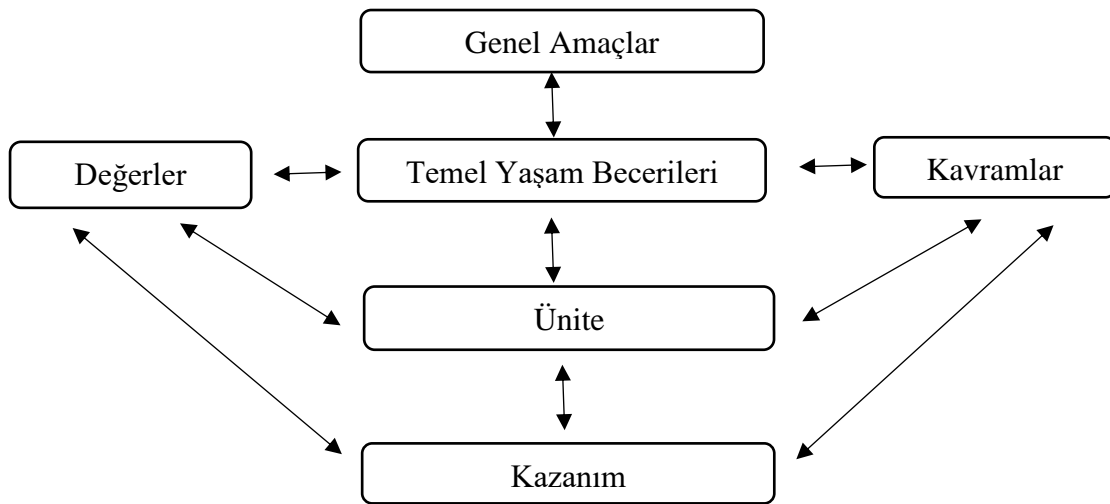 Genel Amaçlar
Değerler
Temel Yaşam Becerileri
Kavramlar
Ünite
Kazanım